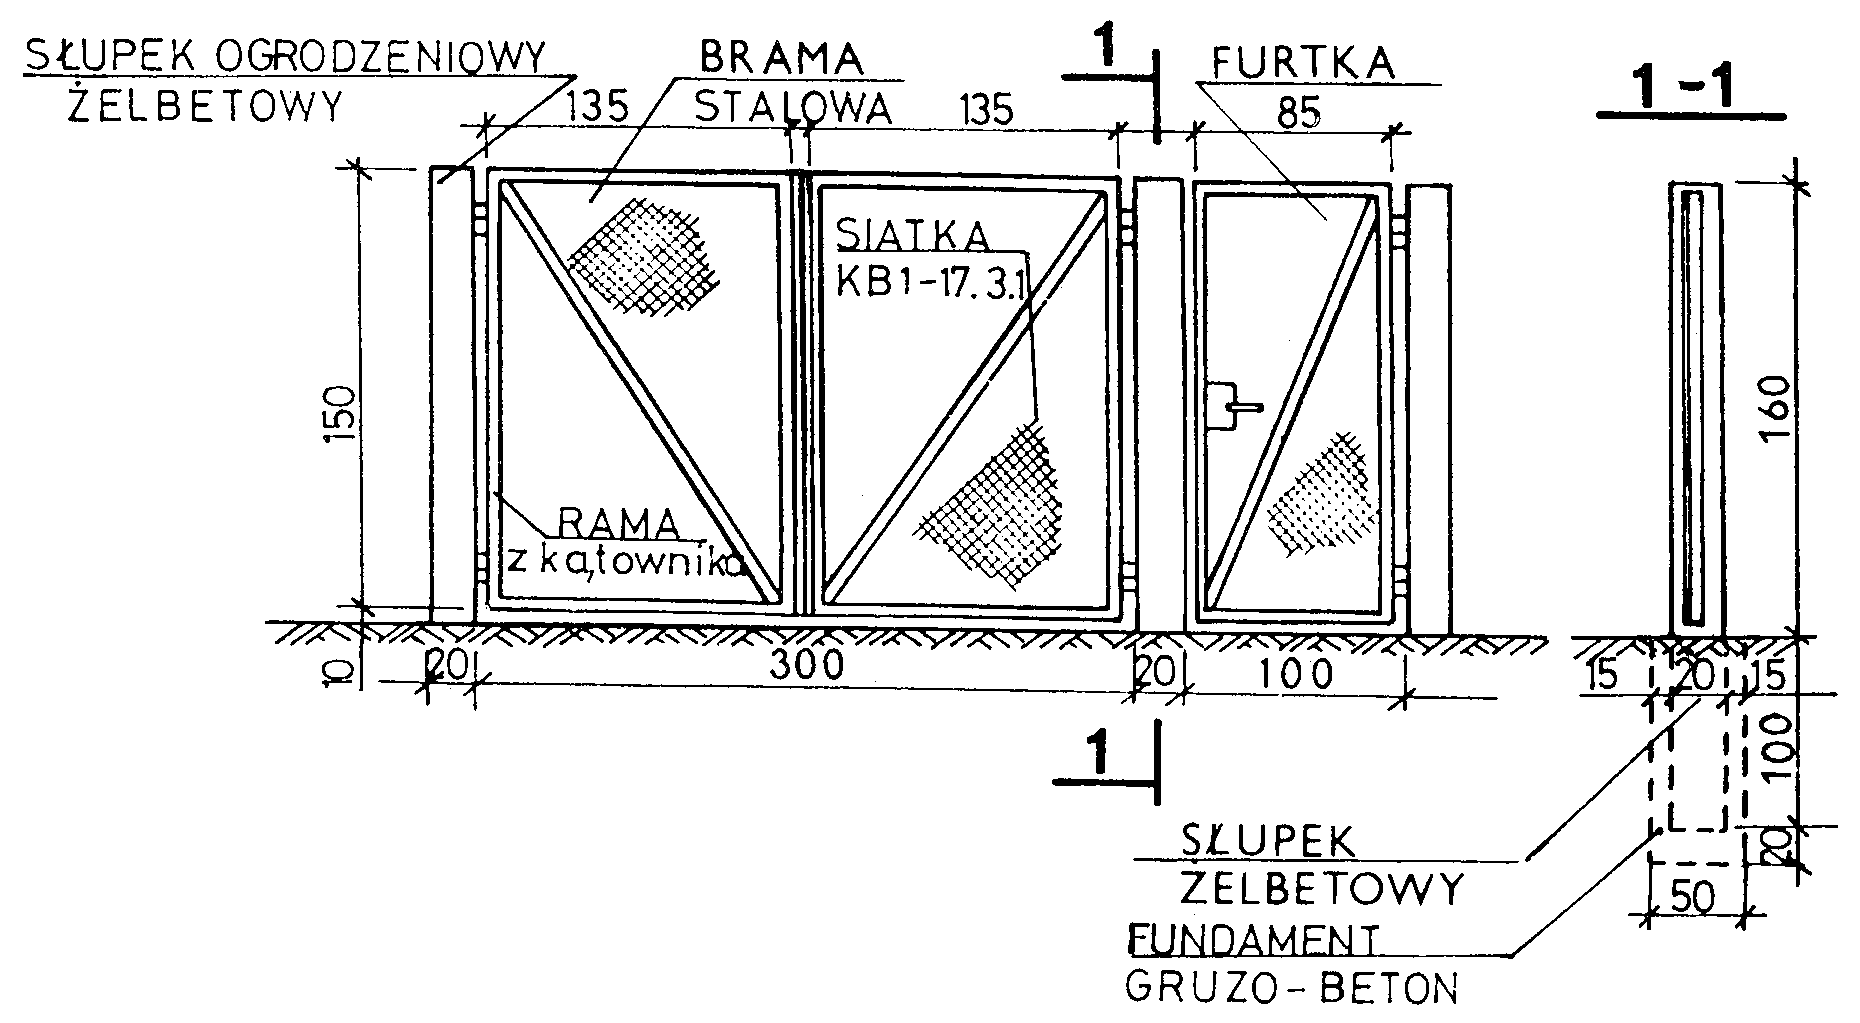 SŁUPEK OGRODZENIOWY
ŻELBETOWY
BRAMA
STALOWA
1
FURTKA
1-1
135
135
85
SIATKA
KB1-17.3.1
150
160
RAMA
z kątownika
10
20
300
20
100
15
20
15
1
100
20
50
SŁUPEK
ŻELBETOWY
FUNDAMENT
GRUZO-BETON